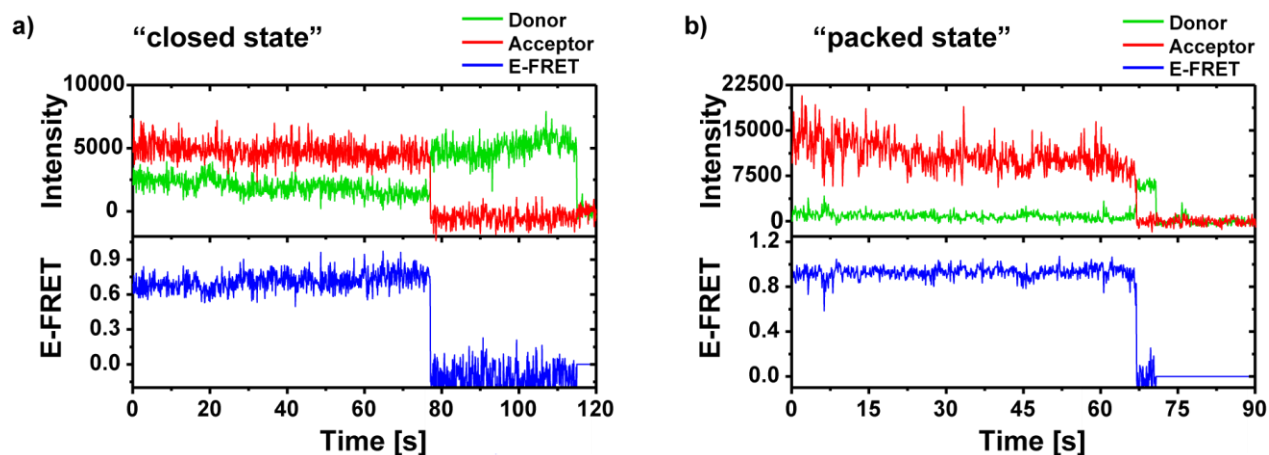 a) “closed state”
Donor
Acceptor
E-FRET
10000
5000
0
Intensity
0.9
0.6
0.3
0.0
E-FRET
0 20 40 60 80 100 120
Time [s]
b) “packed state”
Donor
Acceptor
E-FRET
22500
15000
7500
0
Intensity
1.2
0.8
0.4
0.0
E-FRET
0 15 30 45 60 75 90
Time [s]